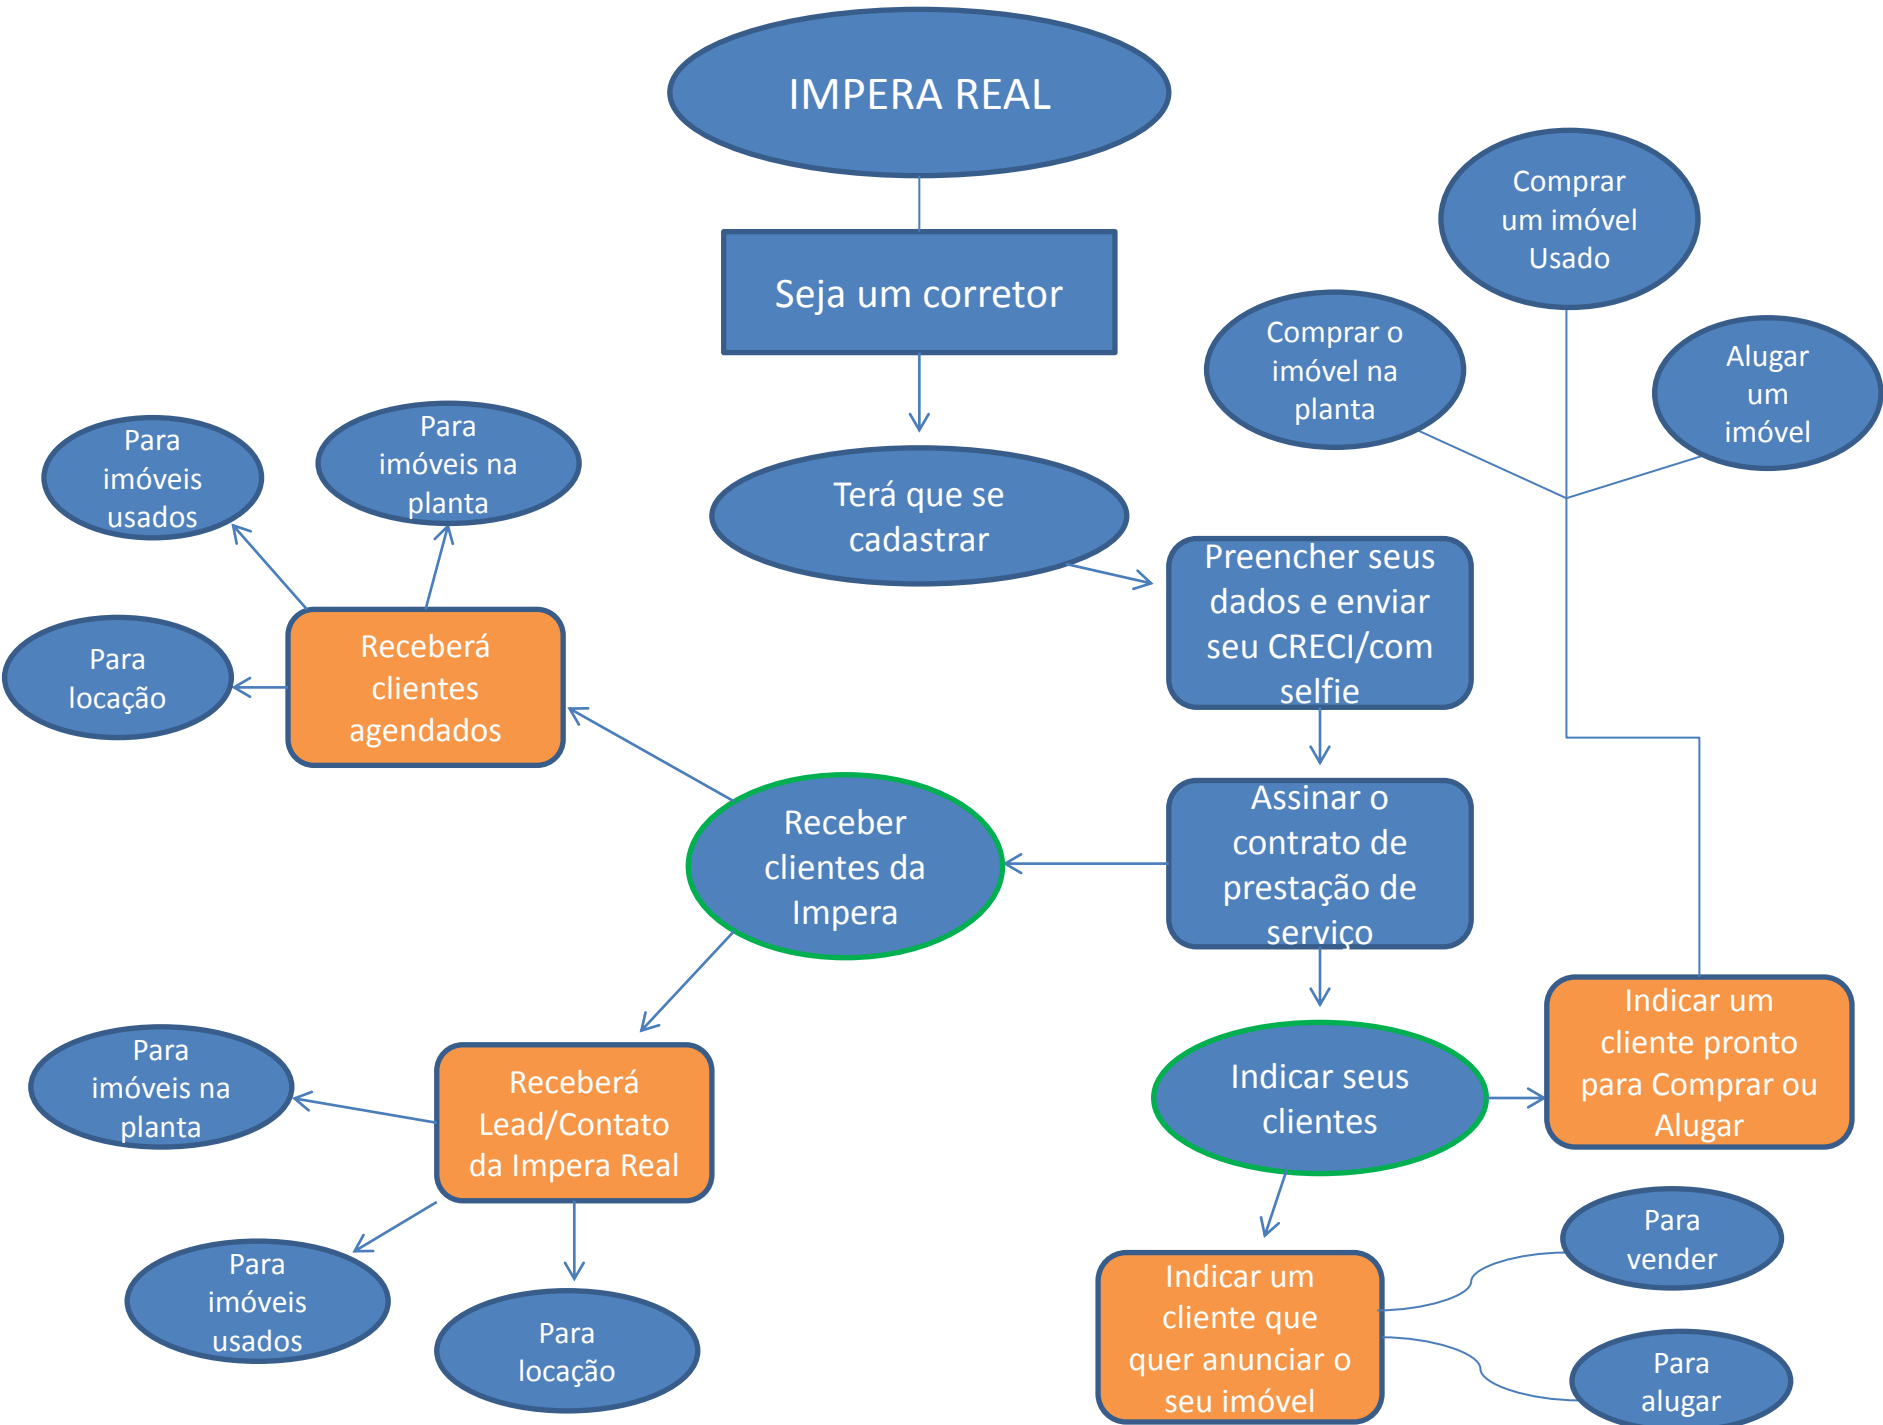 IMPERA REAL
Seja um corretor
Comprar
um imóvel
Usado
Comprar o
imóvel na
planta
Alugar
um
imóvel
Para
imóveis
usados
Para
imóveis na
planta
Terá que se
cadastrar
Preencher seus
dados e enviar
seu CRECI/com
selfie
Para
locação
Receberá
clientes
agendados
Receber
clientes da
Impera
Assinar o
contrato de
prestação de
serviço
Indicar um
cliente pronto
para Comprar ou
Alugar
Indicar seus
clientes
Para
imóveis na
planta
Receberá
Lead/Contato
da Impera Real
Para
imóveis
usados
Para
locação
Indicar um
cliente que
quer anunciar o
seu imóvel
Para
vender
Para
alugar